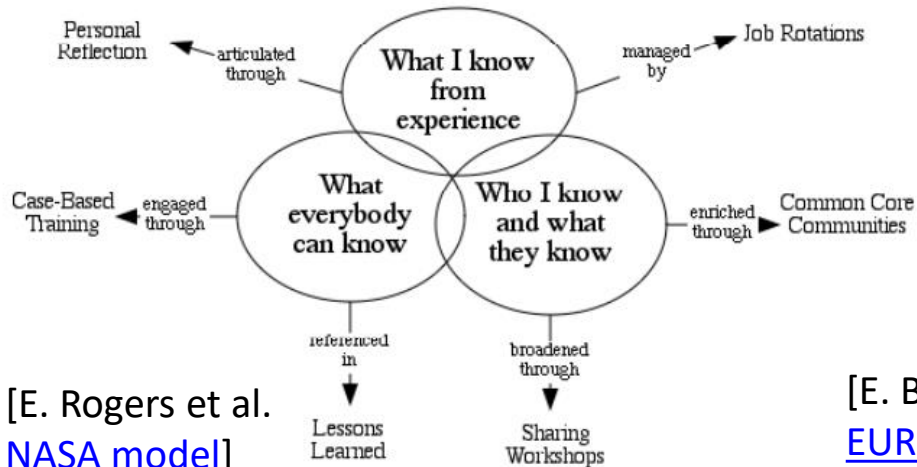 Personal
Reflection
articulated
through
What I know
from
experience
managed
by
Job Rotations
Case-Based
Training
engaged
through
What
everybody
can know
Who I know
and what
they know
enriched
through
Common Core
Communities
referenced
in
Lessons
Learned
broadened
through
Sharing
Workshops
[E. Rogers et al.
NASA model]
[E. B
EUR